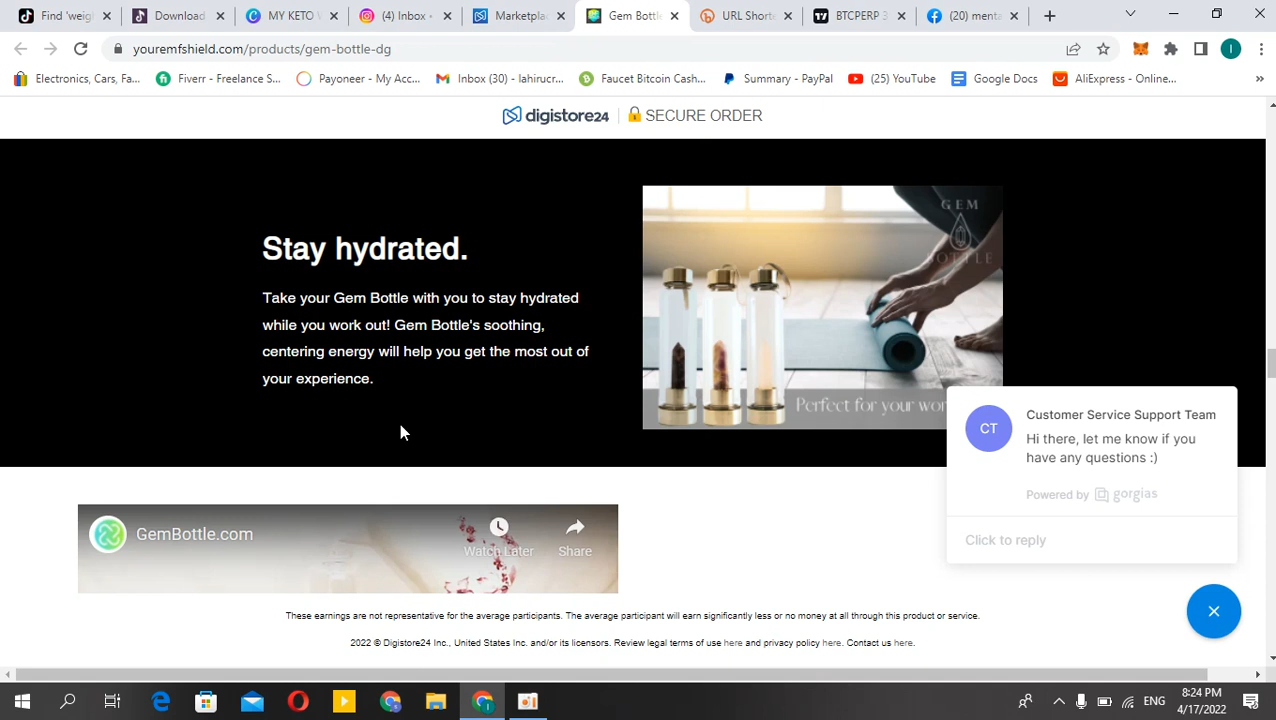 Find 'weig
Download
MY KETO
(4) Inbox •
Marketpla
Gem Bottl
URL Shorte
BTCPERP 3
(20) menta
youremfshield.com/products/gem-bottle-dg
Electronics, Cars, Fa...
Fiverr - Freelance S...
Payoneer - My Acc...
Inbox (30) - lahirucr...
Faucet Bitcoin Cash...
Summary - PayPal
(25) YouTube
Google Docs
AliExpress - Online...
digistore24
SECURE ORDER
Stay hydrated.
Take your Gem Bottle with you to stay hydrated
while you work out! Gem Bottle's soothing,
centering energy will help you get the most out of
your experience.
GEM
BOTTLE
Perfect for your wor
CT
Customer Service Support Team
Hi there, let me know if you
have any questions :)
Powered by gorgias
Click to reply
GemBottle.com
Watch Later
Share
These earnings are not representative for the average participants. The average participant will earn significantly less or no money at all through this product or service.
2022 © Digistore24 Inc., United States Inc. and/or its licensors. Review legal terms of use here and privacy policy here. Contact us here.
ENG
8:24 PM
4/17/2022